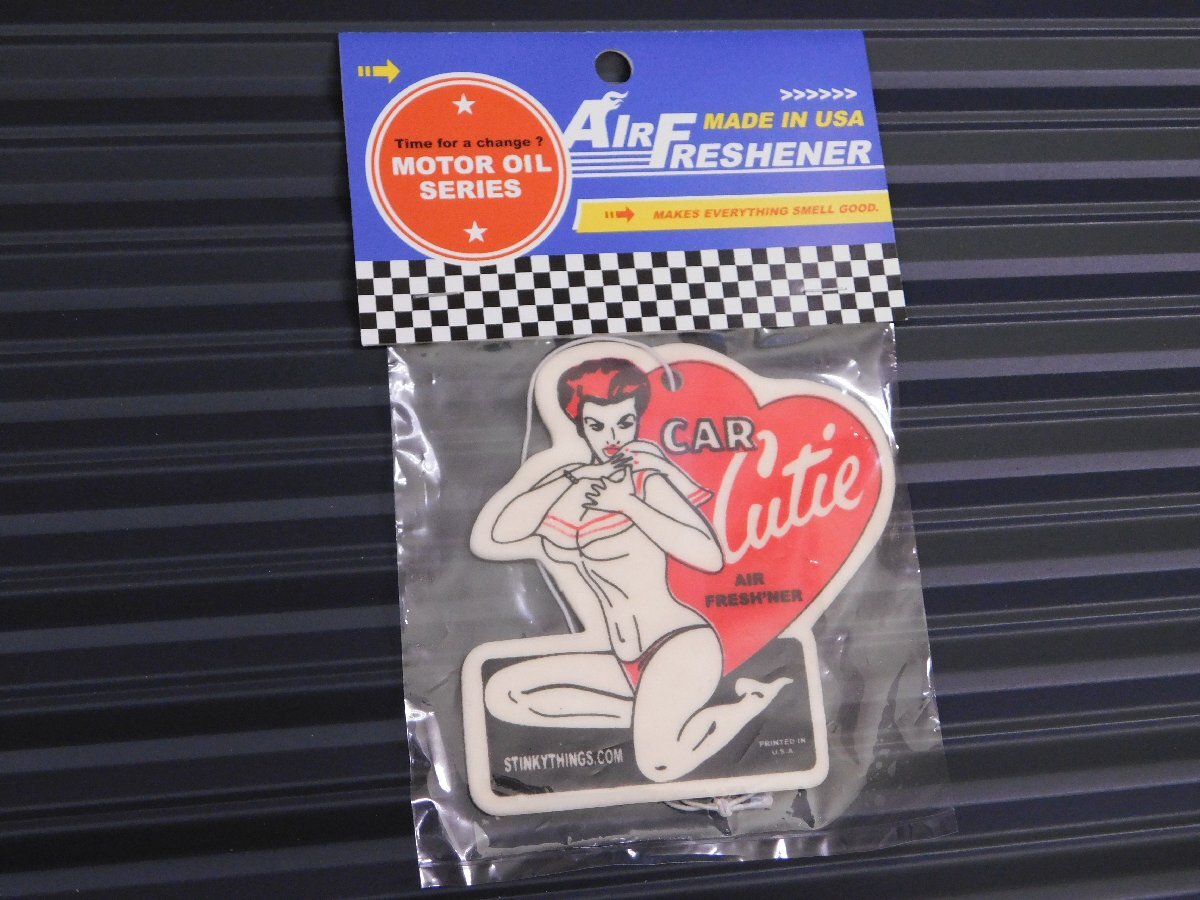 Time for a change ?
MOTOR OIL
SERIES
>>>>>>
MADE IN USA
AIR FRESHENER
MAKES EVERYTHING SMELL GOOD.
CAR
Cutie
AIR
FRESH'NER
STINKYTHINGS.COM
PRINTED IN
U.S.A